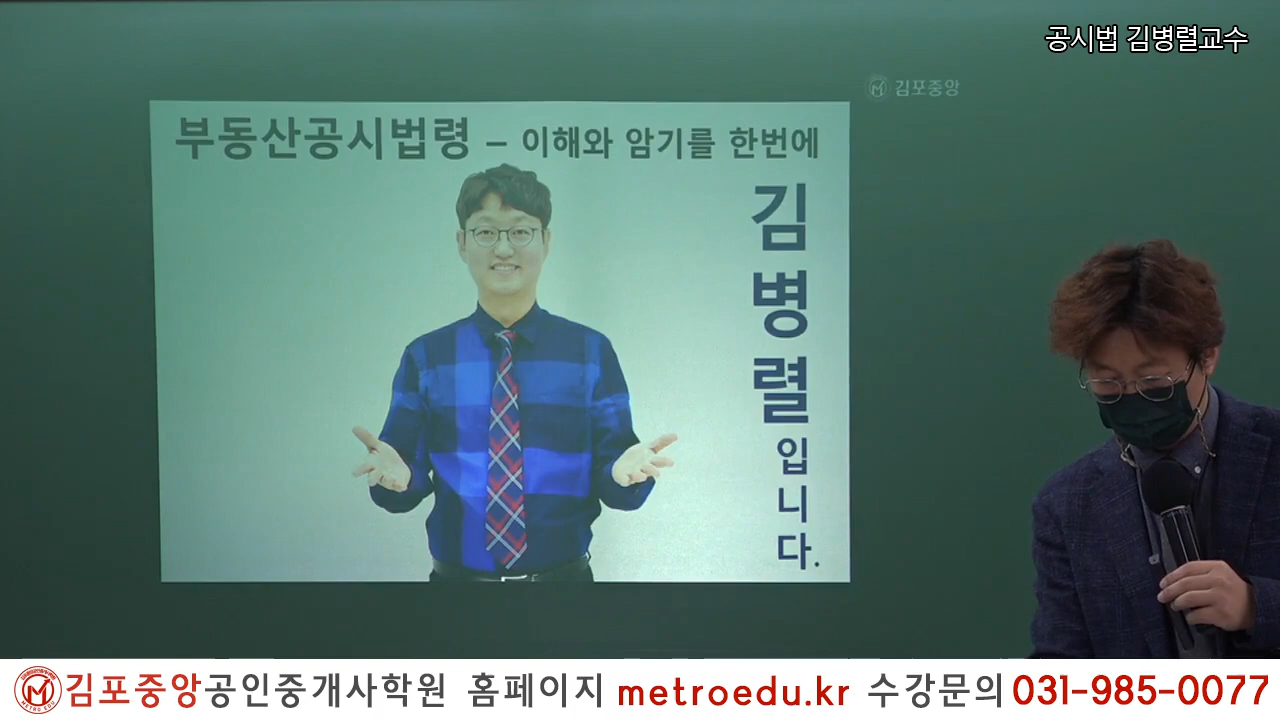 공시법 김병렬교수
김포중앙
부동산공시법령 – 이해와 암기를 한번에
김병렬입니다.
김포중앙공인중개사학원 홈페이지 metroedu.kr 수강문의 031-985-0077
METRO EDU